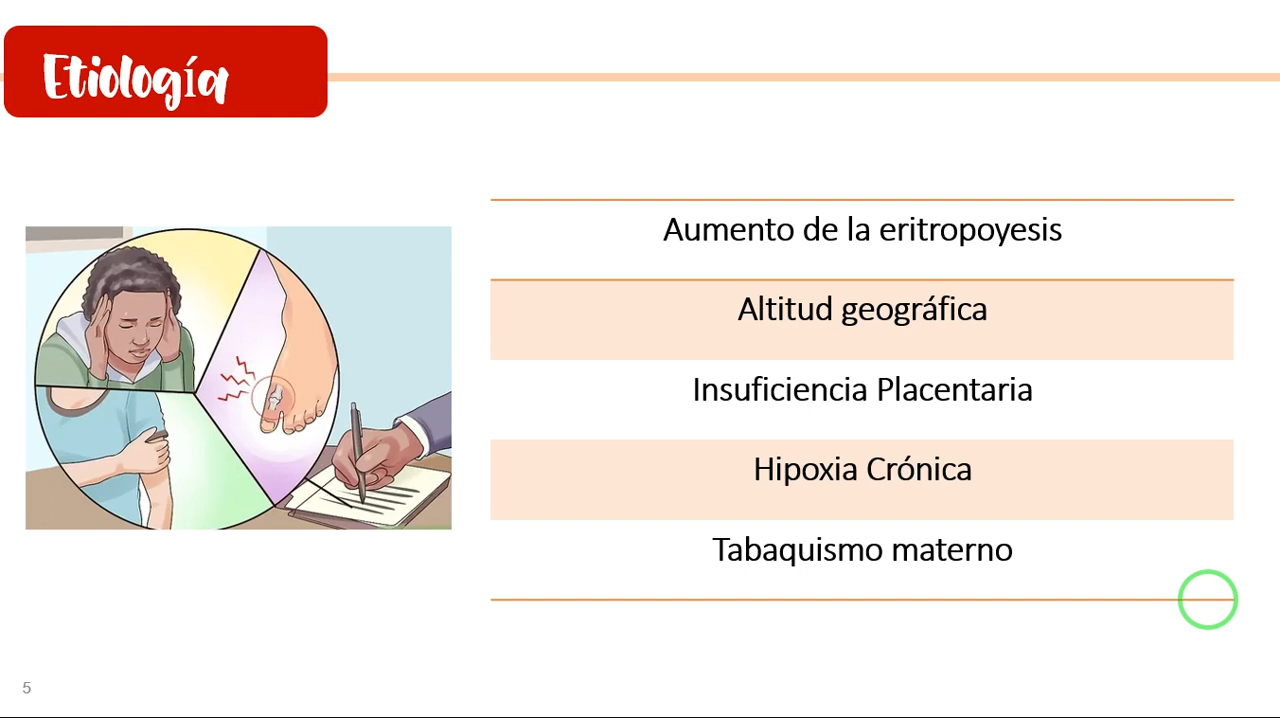 Etiología
Aumento de la eritropoyesis
Altitud geográfica
Insuficiencia Placentaria
Hipoxia Crónica
Tabaquismo materno
5